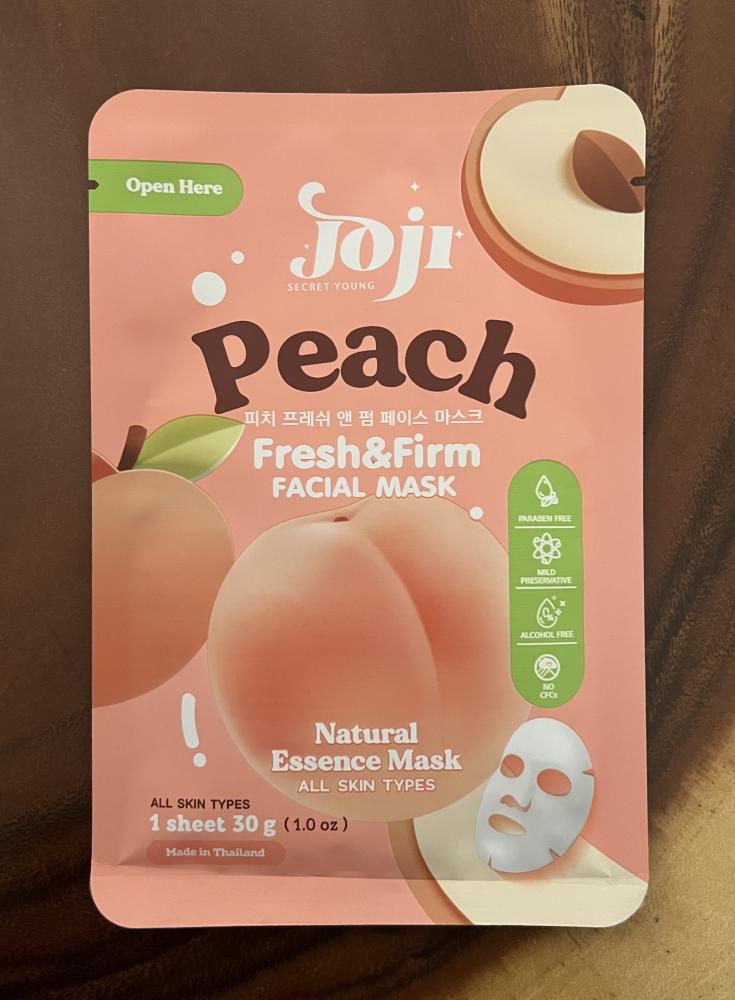 Open Here
Joji
SECRET YOUNG
Peach
피치 프레쉬 앤 펌 페이스 마스크
Fresh&Firm
FACIAL MASK
PARABEN FREE
MILD
PRESERVATIVE
ALCOHOL FREE
NO
CFCs
Natural
Essence Mask
ALL SKIN TYPES
ALL SKIN TYPES
1 sheet 30 g (1.0 oz)
Made in Thailand